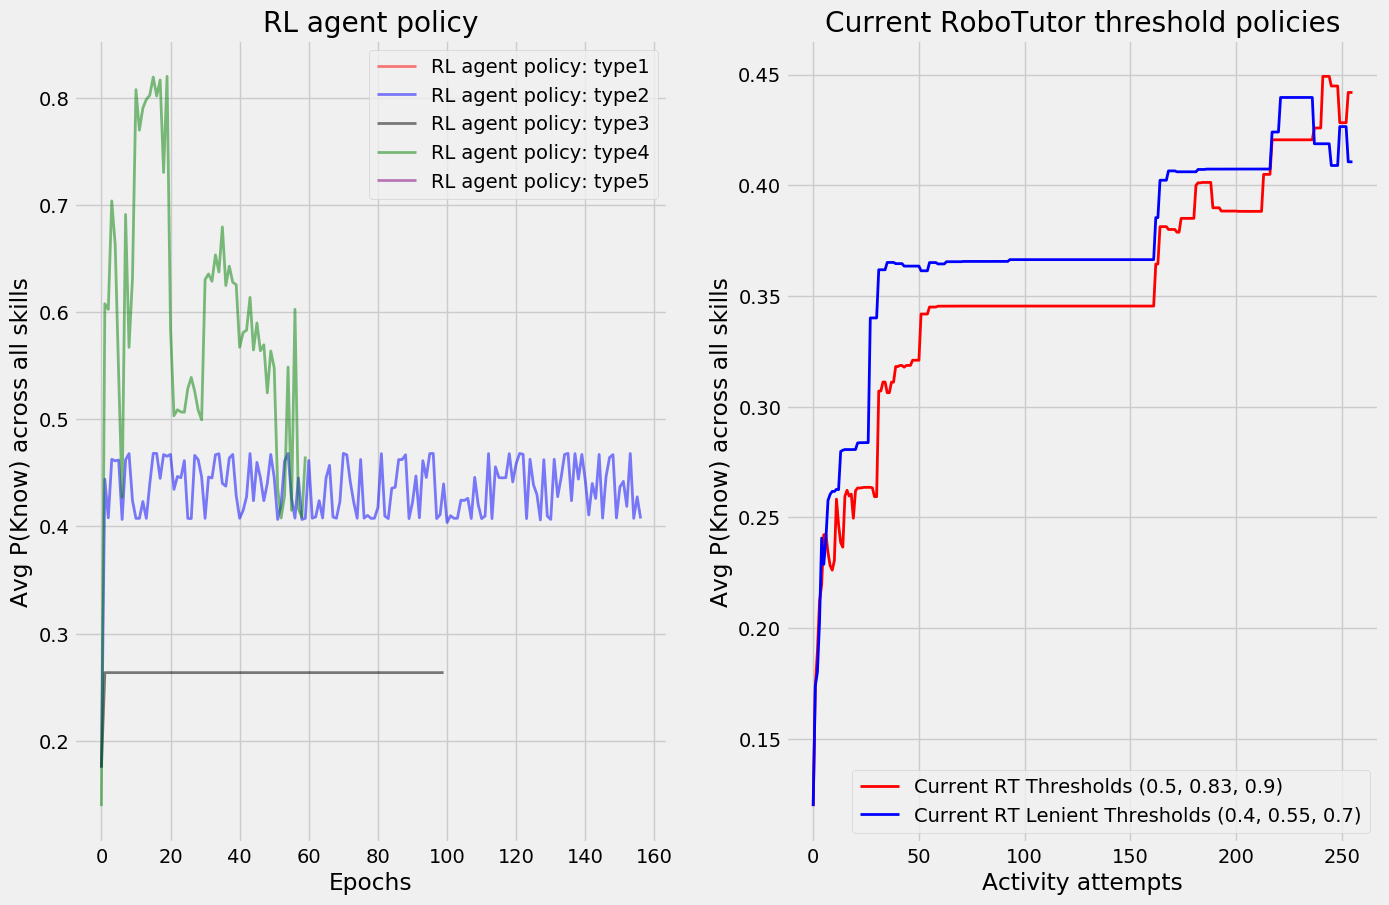 RL agent policy
RL agent policy: type1
RL agent policy: type2
RL agent policy: type3
RL agent policy: type4
RL agent policy: type5
0.8
0.7
0.6
0.5
0.4
0.3
0.2
Avg P(Know) across all skills
0 20 40 60 80 100 120 140 160
Epochs
Current RoboTutor threshold policies
0.45
0.40
0.35
0.30
0.25
0.20
0.15
Avg P(Know) across all skills
Current RT Thresholds (0.5, 0.83, 0.9)
Current RT Lenient Thresholds (0.4, 0.55, 0.7)
0 50 100 150 200 250
Activity attempts